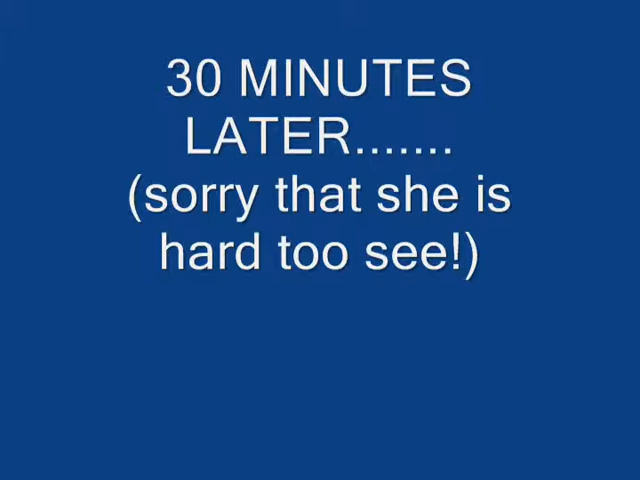 30 MINUTES
LATER.......
(sorry that she is
hard too see!)